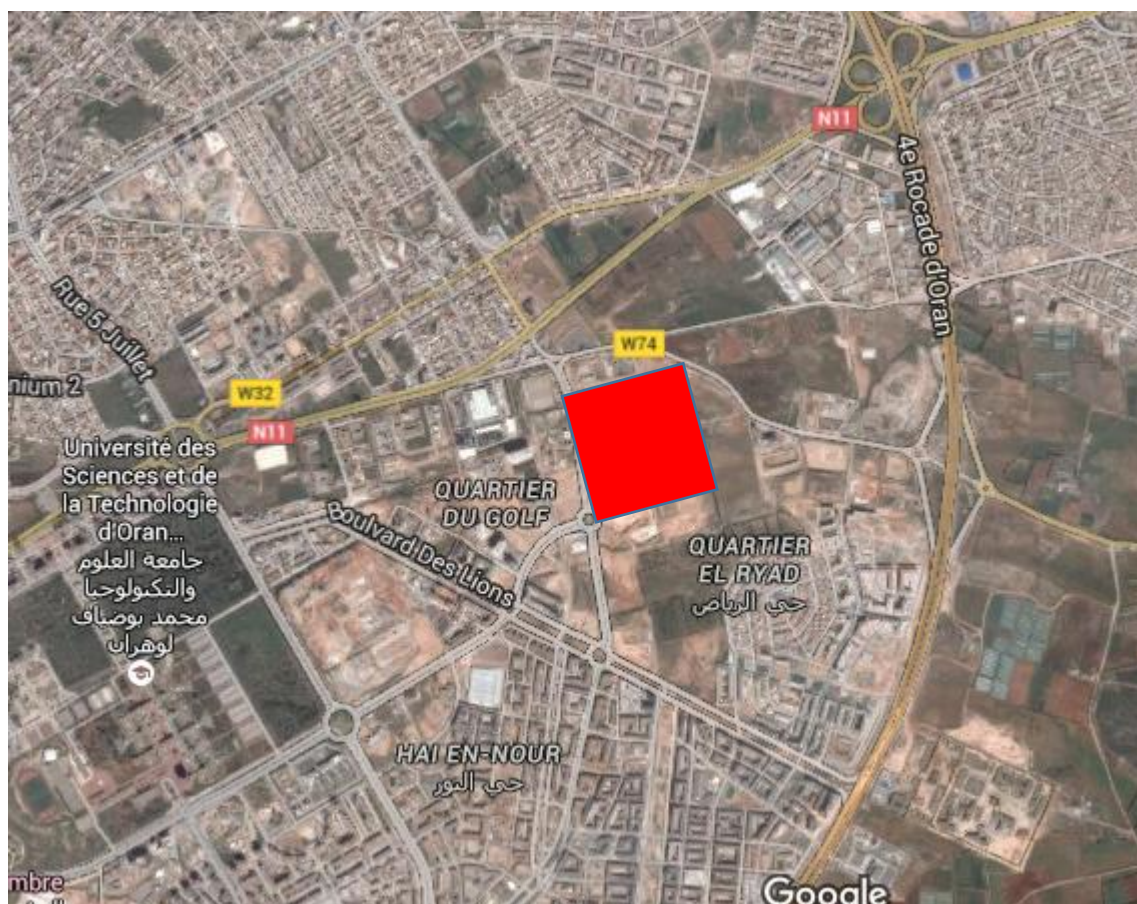 N11
4e Rocade d'Oran
Rue 5 Juillet
W74
nium 2
W32
N11
Université des
Sciences et de
la Technologie
d'Oran...
جامعة العلوم
والتكنولوجيا
محمد بوضياف
لوهران
QUARTIER
DU GOLF
Boulvard Des Lions
QUARTIER
EL RYAD
حي الرياض
HAI EN-NOUR
حي النور
mbre
Google